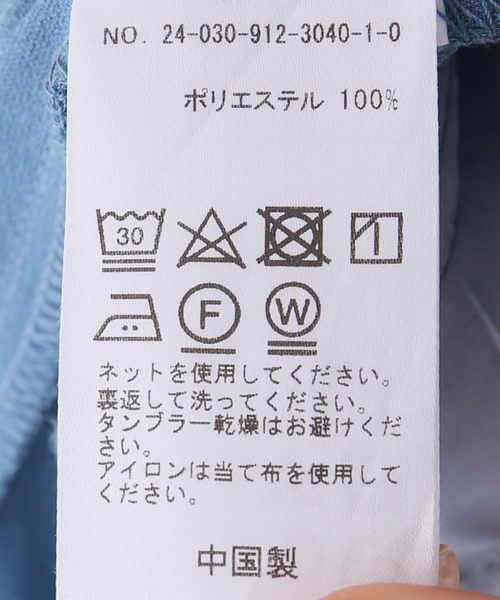 NO. 24-030-912-3040-1-0
ポリエステル 100%
30
F W
ネットを使用してください。
裏返して洗ってください。
タンブラー乾燥はお避けくだ
さい。
アイロンは当て布を使用して
ください。
中国製